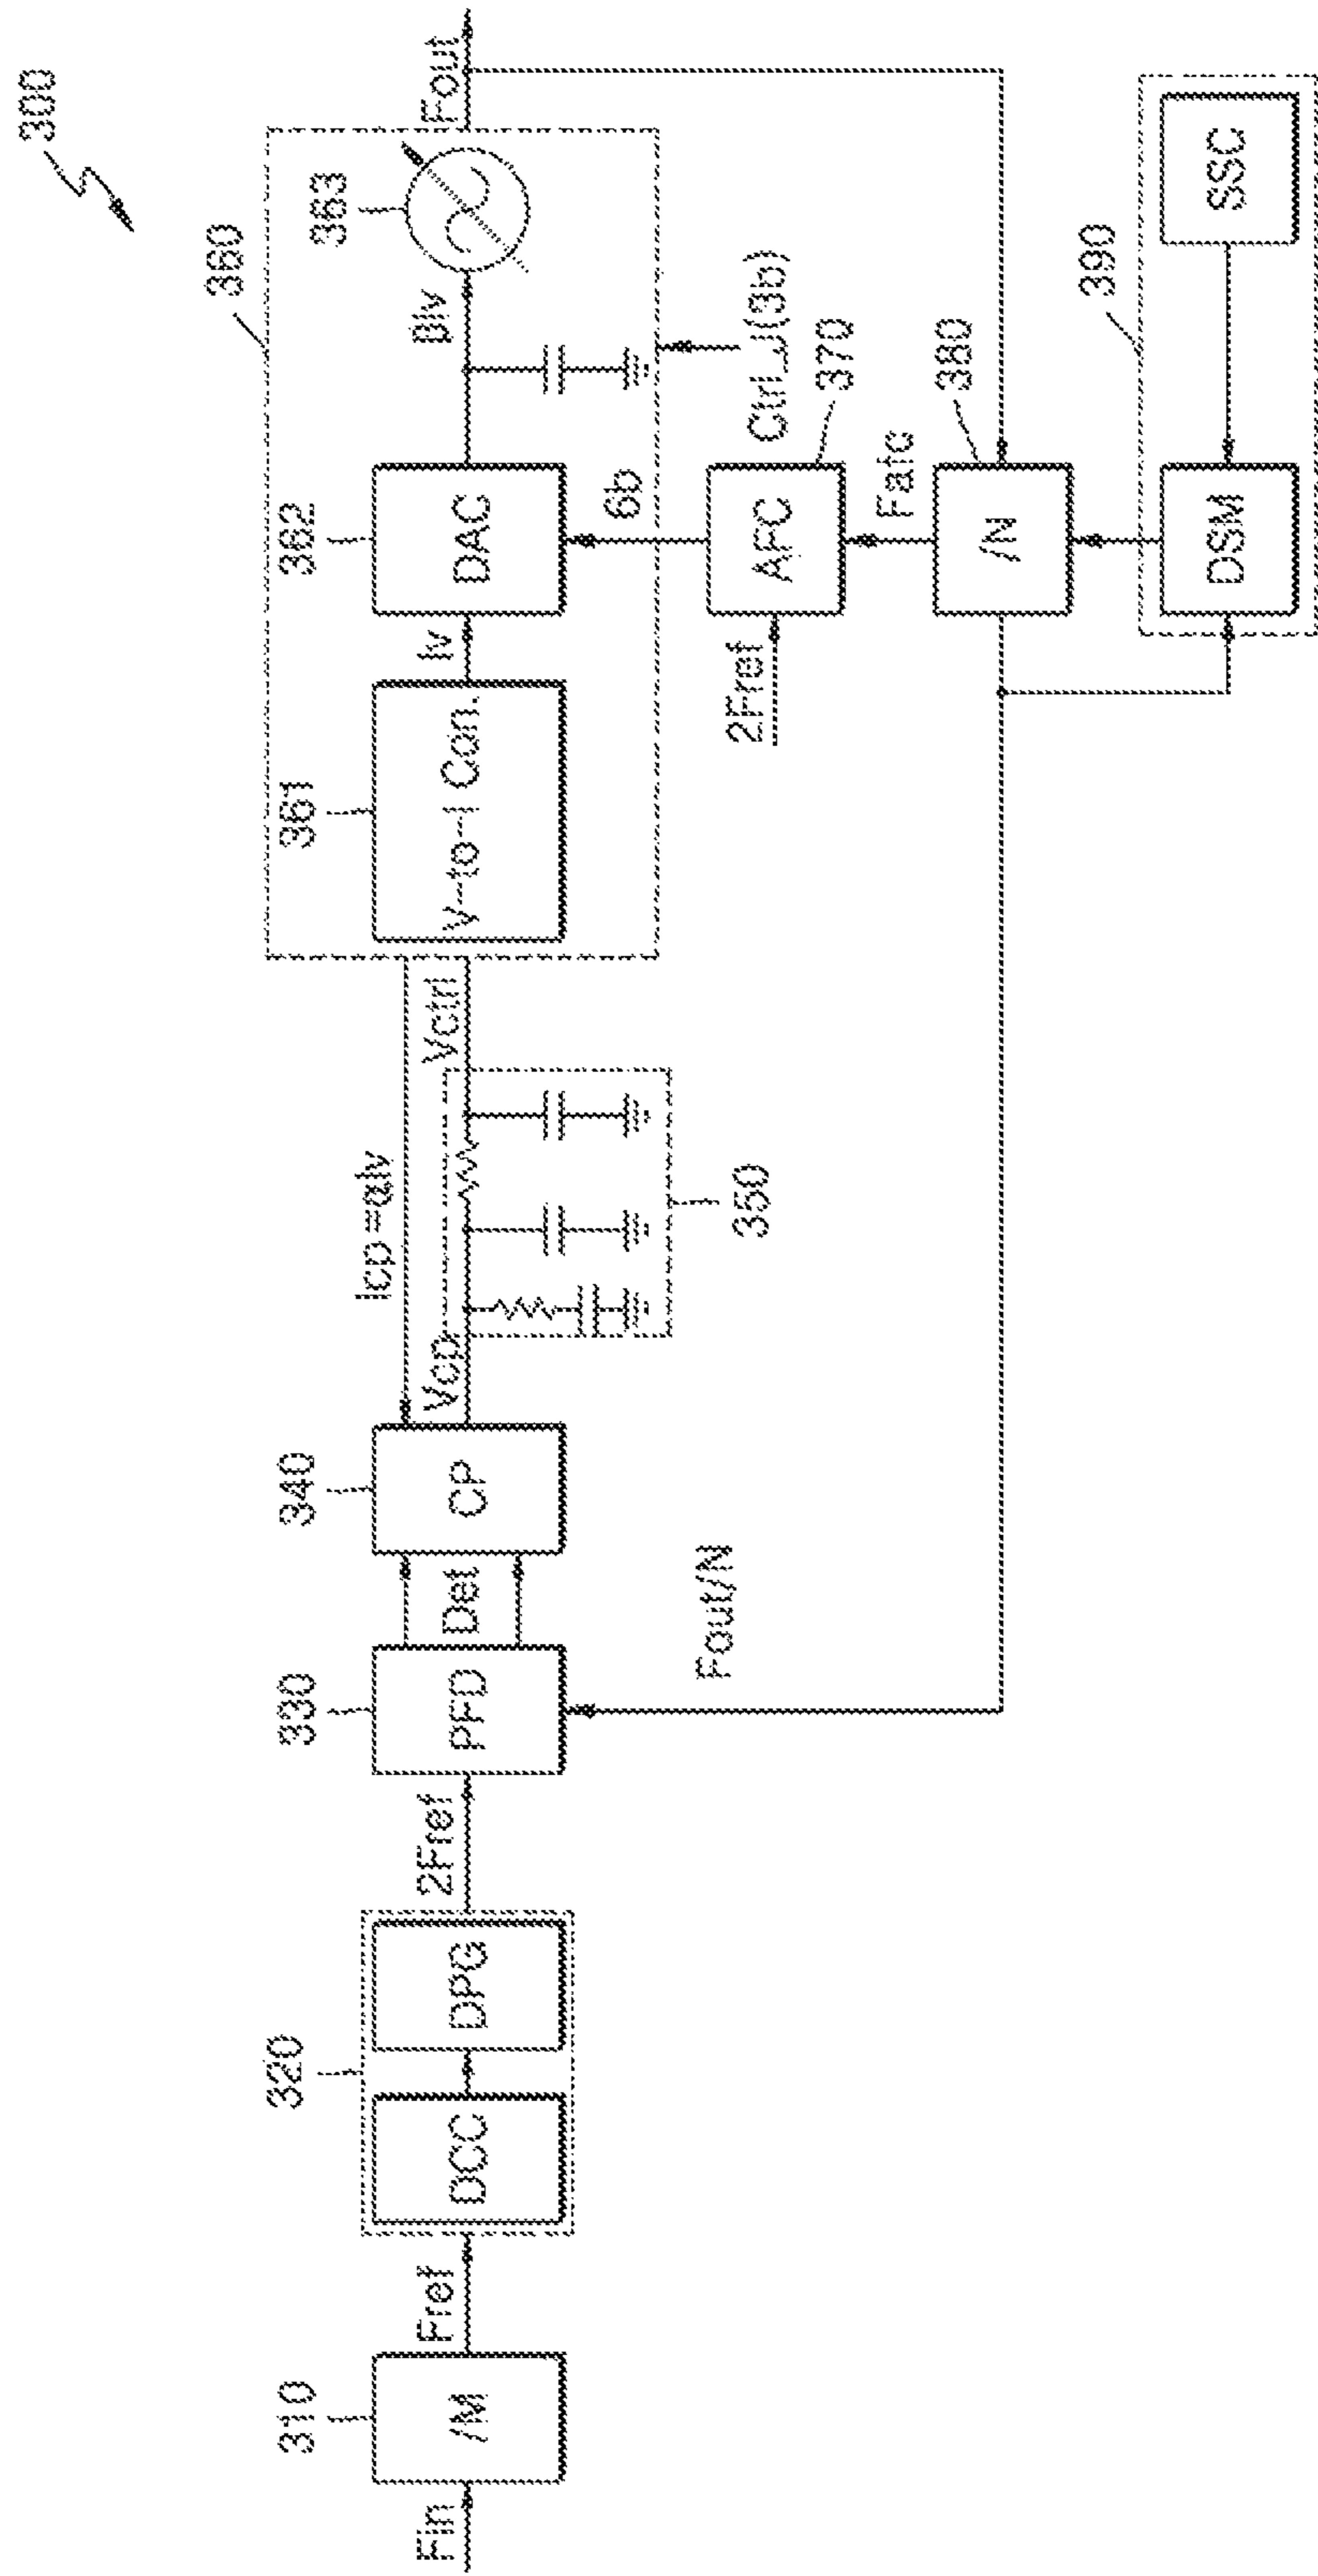 300
Fin
310
/M
Fref
320
DCC
DPG
2Fref
330
PFD
Det
340
CP
Icp=αIv
Vcp
350
Vctrl
360
361
V-to-I Con.
Iv
362
DAC
βIv
363
Fout
6b
Ctrl_J(3b)
2Fref
AFC
370
Fafc
/N
380
Fout/N
390
DSM
SSC